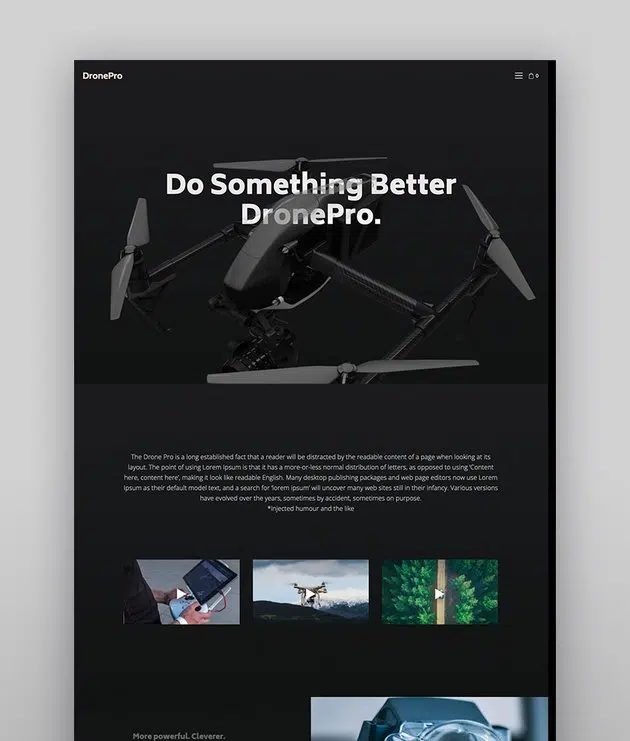 DronePro
0
Do Something Better
DronePro.
The Drone Pro is a long established fact that a reader will be distracted by the readable content of a page when looking at its
layout. The point of using Lorem Ipsum is that it has a more-or-less normal distribution of letters, as opposed to using 'Content
here, content here', making it look like readable English. Many desktop publishing packages and web page editors now use Lorem
Ipsum as their default model text, and a search for 'lorem ipsum' will uncover many web sites still in their infancy. Various versions
have evolved over the years, sometimes by accident, sometimes on purpose.
*Injected humour and the like
More powerful. Cleverer.